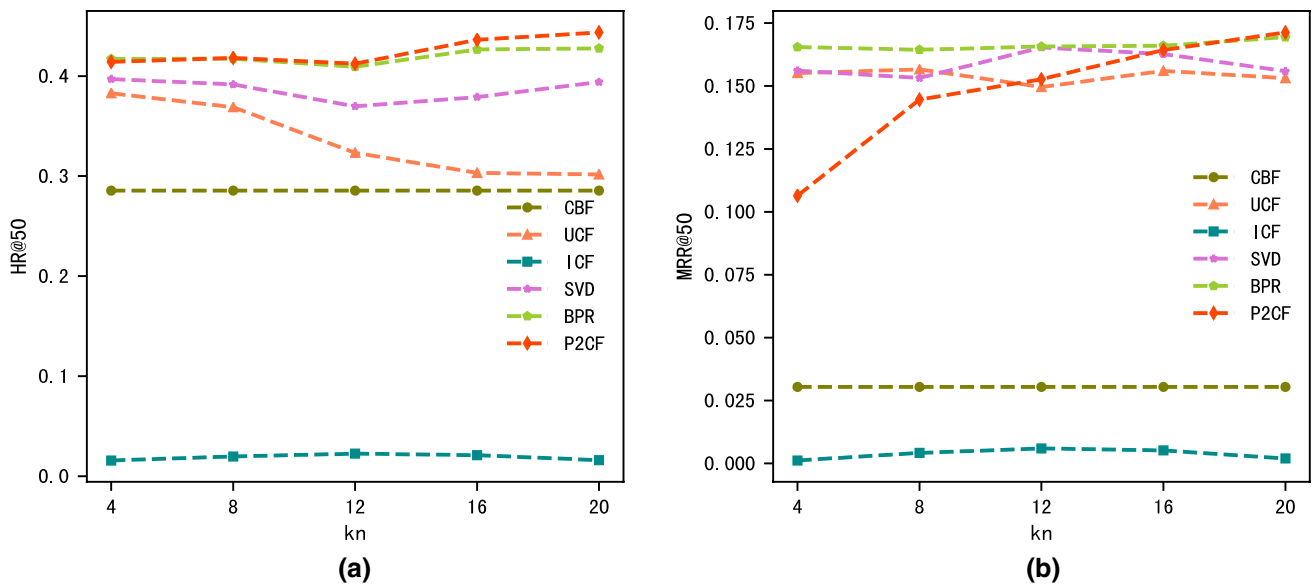 HR@50
0.4
0.3
0.2
0.1
0.0
4 8 12 16 20
kn
CBF
UCF
ICF
SVD
BPR
P2CF
(a)
MRR@50
0.175
0.150
0.125
0.100
0.075
0.050
0.025
0.000
4 8 12 16 20
kn
CBF
UCF
ICF
SVD
BPR
P2CF
(b)